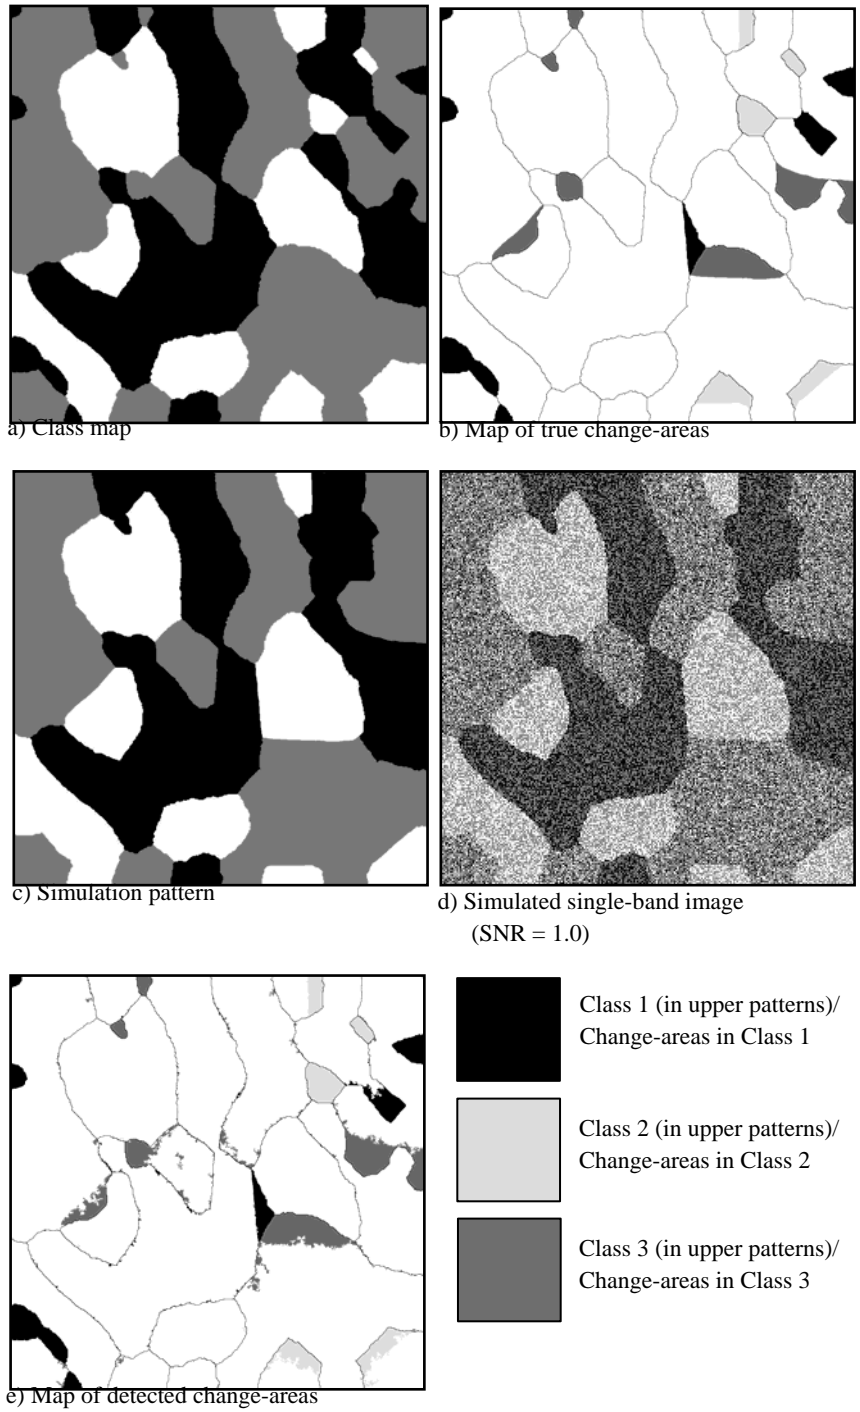 a) Class map
b) Map of true change-areas
c) Simulation pattern
d) Simulated single-band image
(SNR = 1.0)
Class 1 (in upper patterns)/
Change-areas in Class 1
Class 2 (in upper patterns)/
Change-areas in Class 2
Class 3 (in upper patterns)/
Change-areas in Class 3
e) Map of detected change-areas